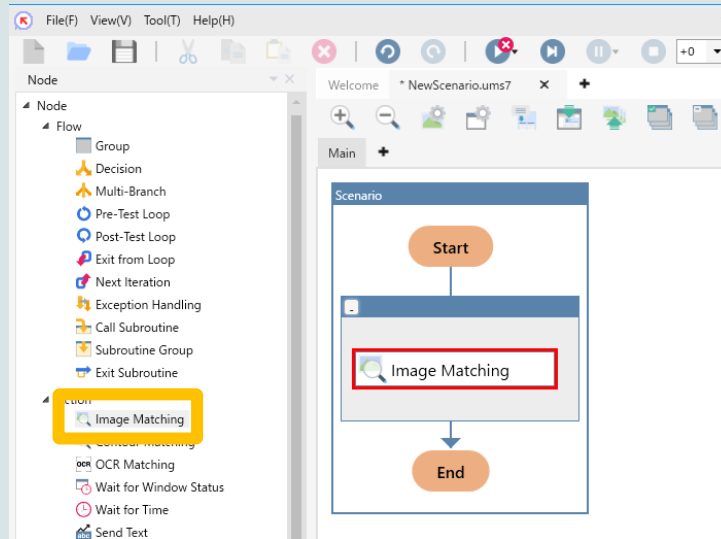 File(F) View(V) Tool(T) Help(H)
+0
Node
Welcome * NewScenario.ums7
Node
Flow
Group
Decision
Multi-Branch
Pre-Test Loop
Post-Test Loop
Exit from Loop
Next Iteration
Exception Handling
Call Subroutine
Subroutine Group
Exit Subroutine
Image Matching
OCR Matching
Wait for Window Status
Wait for Time
Send Text
Main
Scenario
Start
Image Matching
End